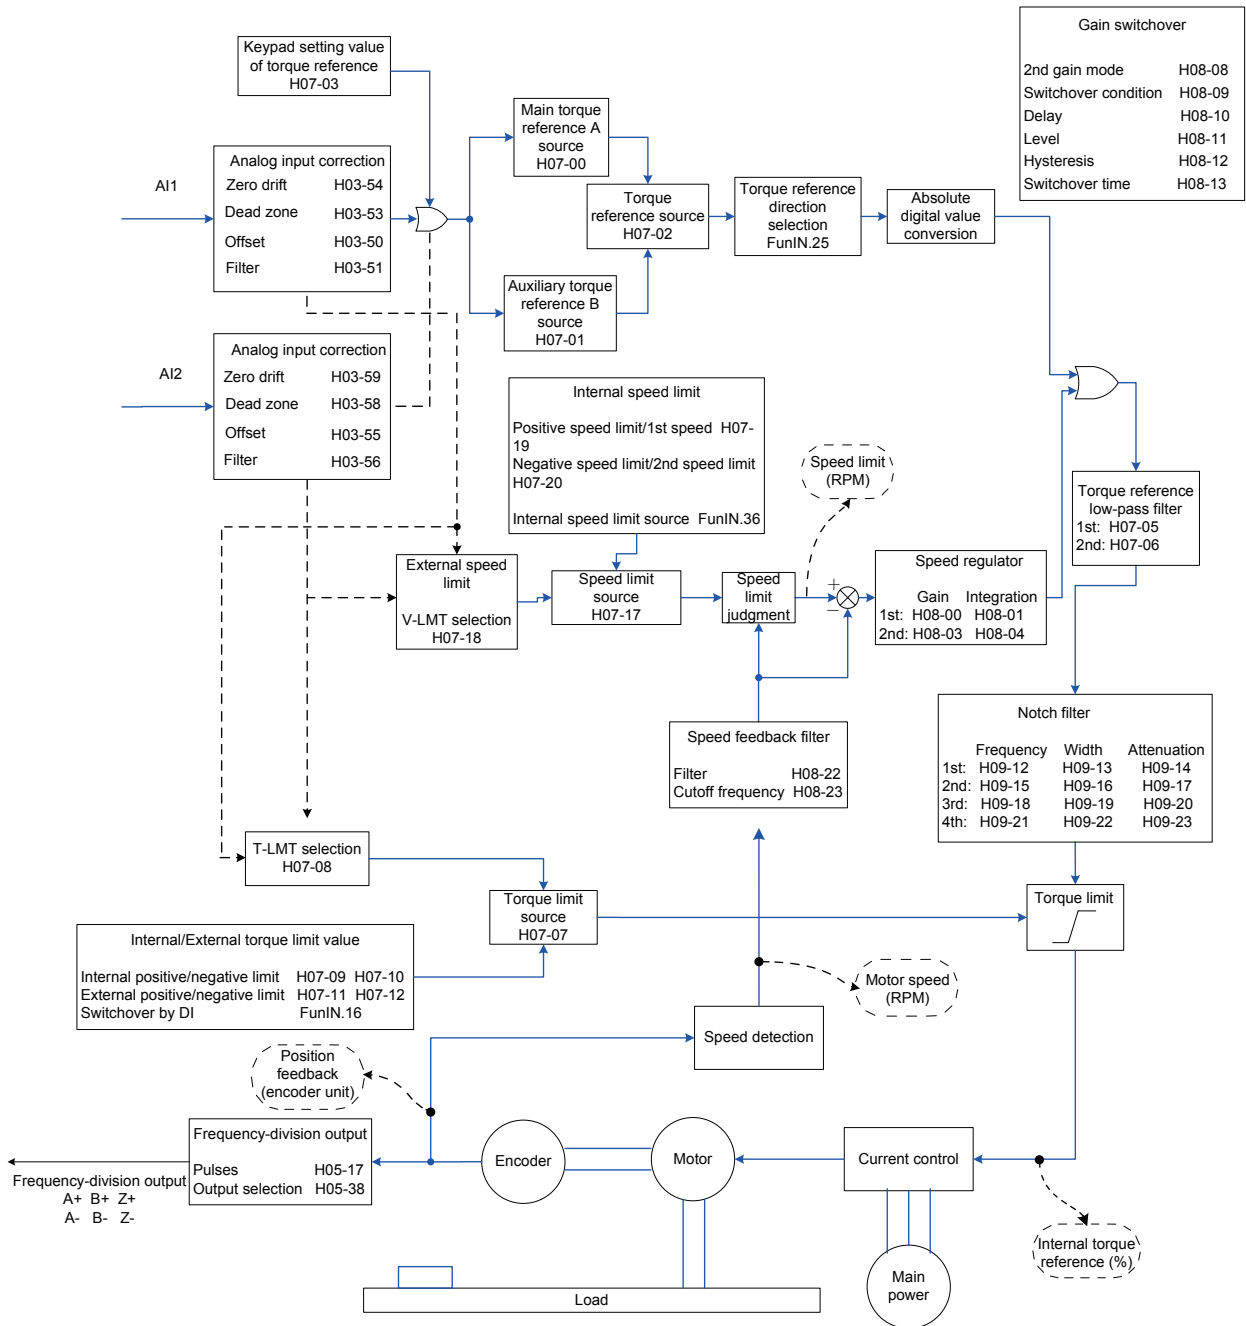 Gain switchover
2nd gain mode H08-08
Switchover condition H08-09
Delay H08-10
Level H08-11
Hysteresis H08-12
Switchover time H08-13
Keypad setting value
of torque reference
H07-03
Main torque
reference A
source
H07-00
AI1
Analog input correction
Zero drift H03-54
Dead zone H03-53
Offset H03-50
Filter H03-51
Torque
reference source
H07-02
Torque reference
direction
selection
FunIN.25
Absolute
digital value
conversion
Auxiliary torque
reference B
source
H07-01
AI2
Analog input correction
Zero drift H03-59
Dead zone H03-58
Offset H03-55
Filter H03-56
Internal speed limit
Positive speed limit/1st speed H07-
19
Negative speed limit/2nd speed limit
H07-20
Internal speed limit source FunIN.36
Speed limit
(RPM)
Torque reference
low-pass filter
1st: H07-05
2nd: H07-06
External speed
limit
V-LMT selection
H07-18
Speed limit
source
H07-17
Speed
limit
judgment
+
−
Speed regulator
Gain Integration
1st: H08-00 H08-01
2nd: H08-03 H08-04
Speed feedback filter
Filter H08-22
Cutoff frequency H08-23
Notch filter
Frequency Width Attenuation
1st: H09-12 H09-13 H09-14
2nd: H09-15 H09-16 H09-17
3rd: H09-18 H09-19 H09-20
4th: H09-21 H09-22 H09-23
T-LMT selection
H07-08
Torque limit
source
H07-07
Torque limit
Internal/External torque limit value
Internal positive/negative limit H07-09 H07-10
External positive/negative limit H07-11 H07-12
Switchover by DI FunIN.16
Motor speed
(RPM)
Speed detection
Position
feedback
(encoder unit)
Frequency-division output
Pulses H05-17
Output selection H05-38
Encoder
Motor
Current control
Frequency-division output
A+ B+ Z+
A- B- Z-
Internal torque
reference (%)
Main
power
Load